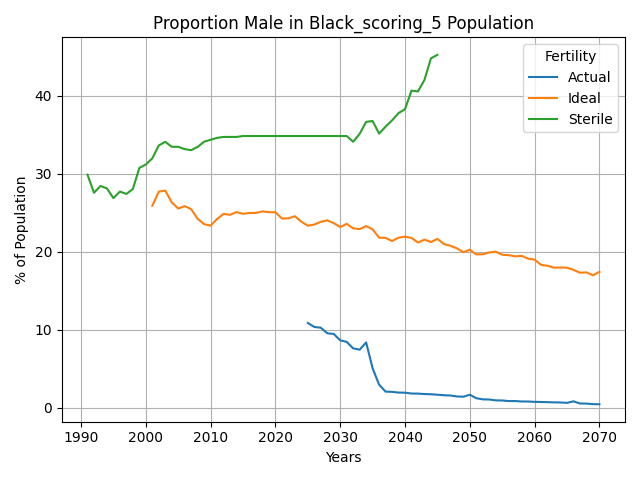 Proportion Male in Black_scoring_5 Population
Fertility
Actual
Ideal
Sterile
% of Population
40
30
20
10
0
1990 2000 2010 2020 2030 2040 2050 2060 2070
Years